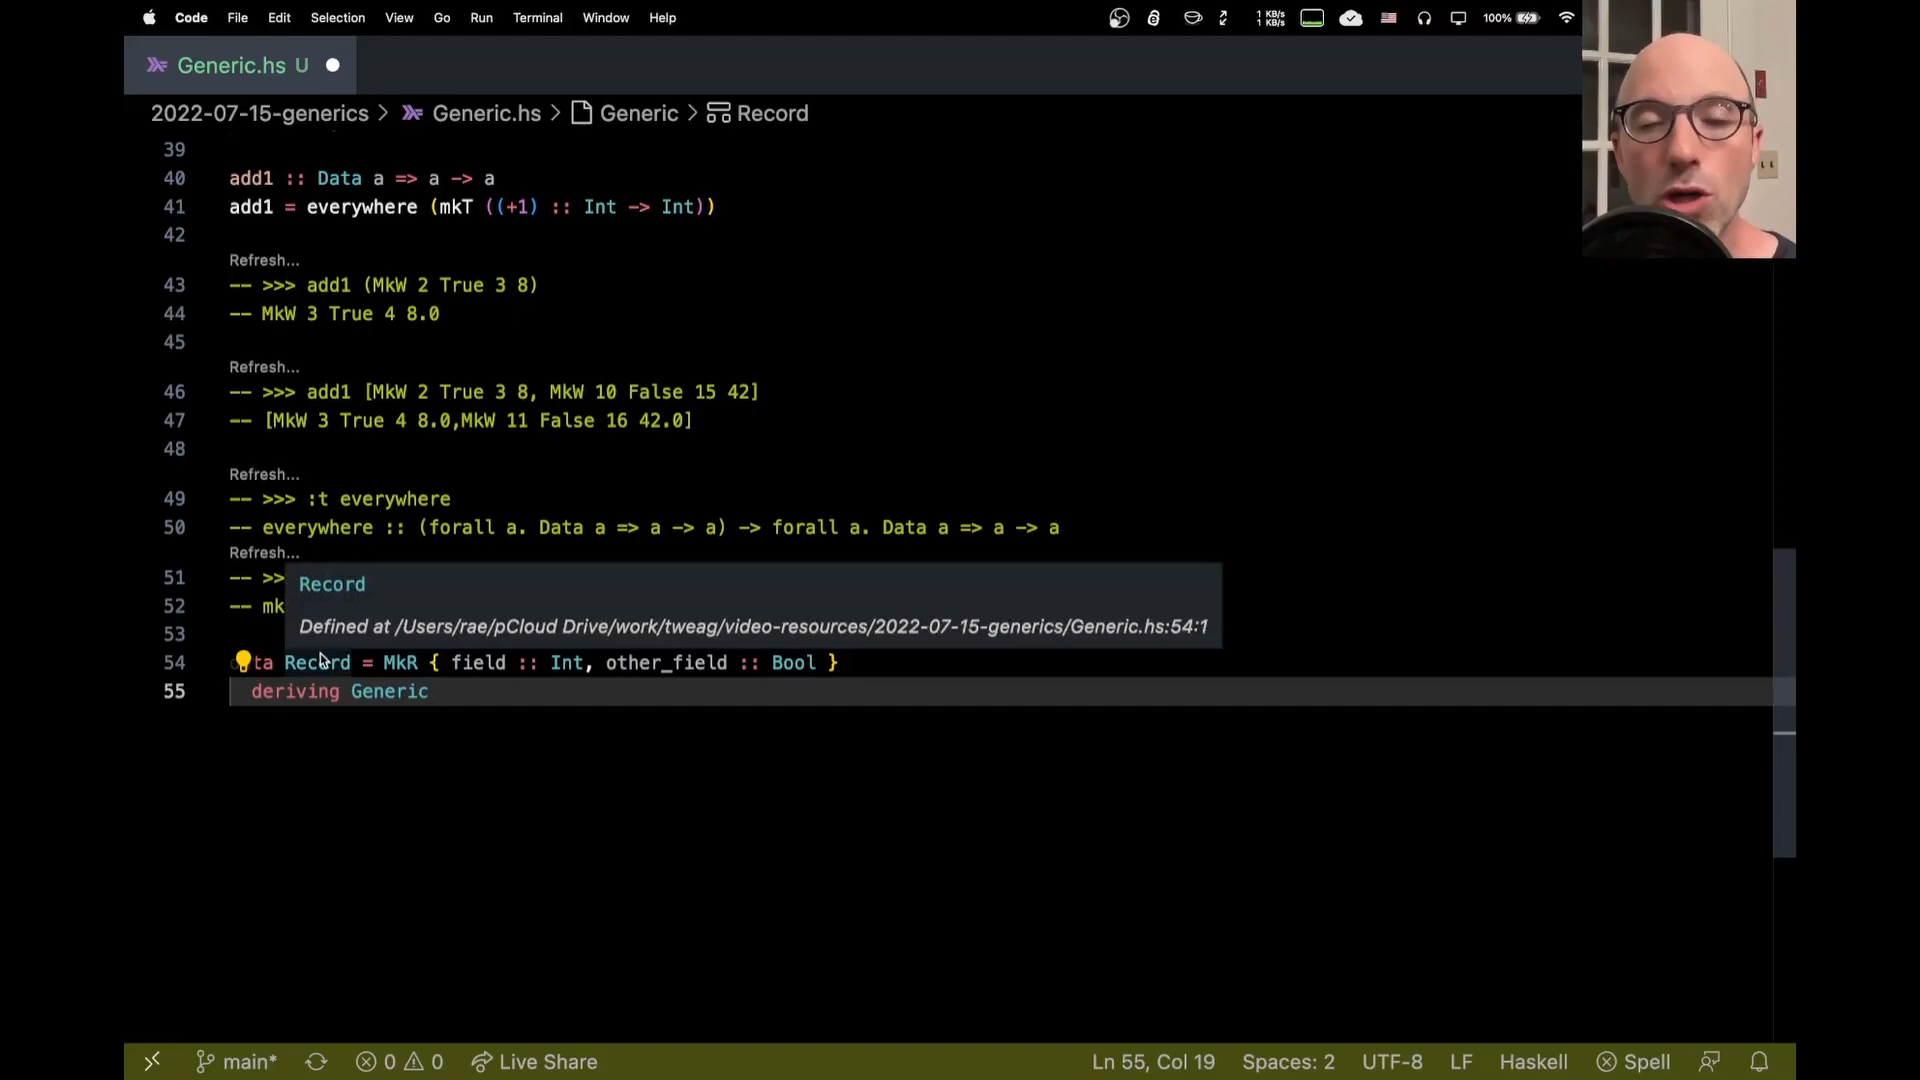 Code File Edit Selection View Go Run Terminal Window Help 1 KB/s 1 KB/s 100%
Generic.hs U
2022-07-15-generics > Generic.hs > Generic > Record
39
40 add1 :: Data a => a -> a
41 add1 = everywhere (mkT ((+1) :: Int -> Int))
42
Refresh...
43 -- >>> add1 (MkW 2 True 3 8)
44 -- MkW 3 True 4 8.0
45
Refresh...
46 -- >>> add1 [MkW 2 True 3 8, MkW 10 False 15 42]
47 -- [MkW 3 True 4 8.0,MkW 11 False 16 42.0]
48
Refresh...
49 -- >>> :t everywhere
50 -- everywhere :: (forall a. Data a => a -> a) -> forall a. Data a => a -> a
Refresh...
51 -- >>
Record
52 -- mk
Defined at /Users/rae/pCloud Drive/work/tweag/video-resources/2022-07-15-generics/Generic.hs:54:1
53
54 ta Record = MkR { field :: Int, other_field :: Bool }
55 deriving Generic
main* 0 0 Live Share Ln 55, Col 19 Spaces: 2 UTF-8 LF Haskell Spell